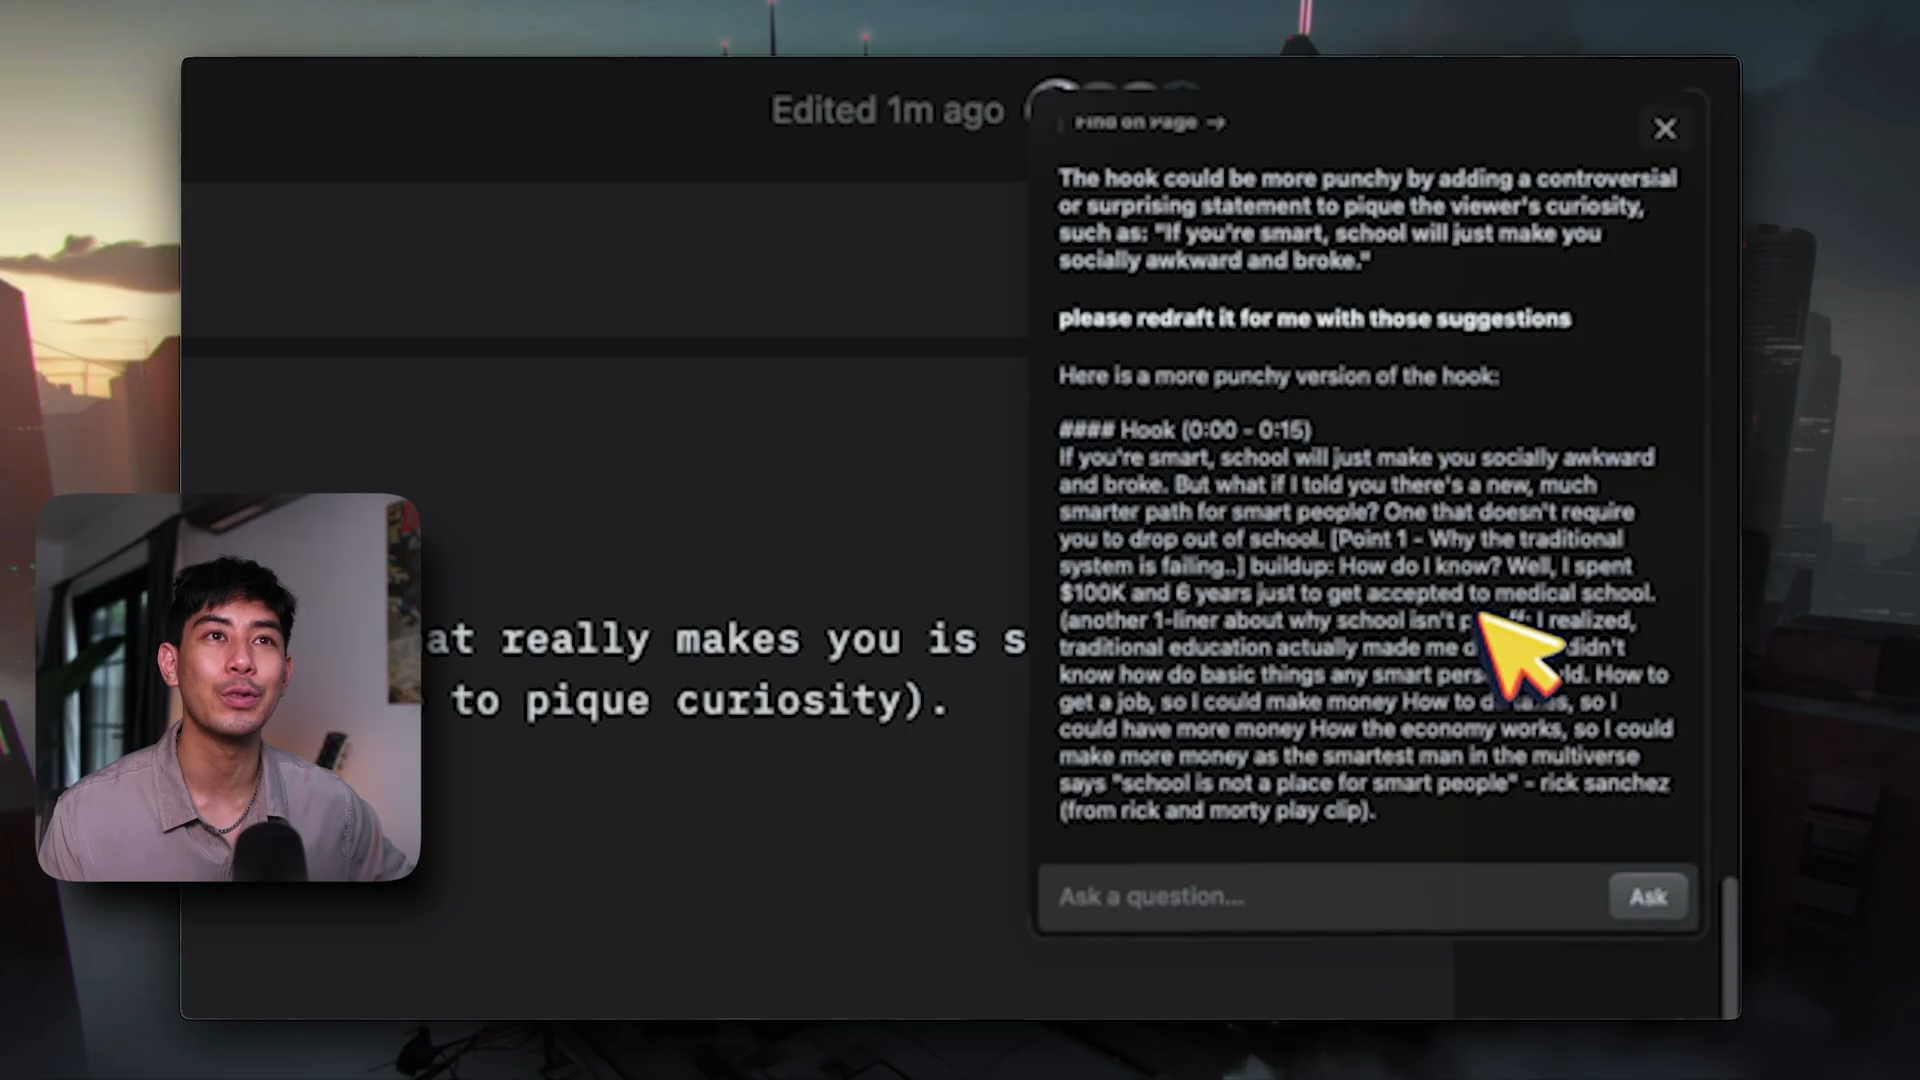 Edited 1m ago
Find on Page →
The hook could be more punchy by adding a controversial
or surprising statement to pique the viewer's curiosity,
such as: "If you're smart, school will just make you
socially awkward and broke."
please redraft it for me with those suggestions
Here is a more punchy version of the hook:
#### Hook (0:00 - 0:15)
If you're smart, school will just make you socially awkward
and broke. But what if I told you there's a new, much
smarter path for smart people? One that doesn't require
you to drop out of school. [Point 1 - Why the traditional
system is failing..] buildup: How do I know? Well, I spent
$100K and 6 years just to get accepted to medical school.
(another 1-liner about why school isn't I realized,
traditional education actually made me didn't
know how do basic things any smart How to
get a job, so I could make money How to so I
could have more money How the economy works, so I could
make more money as the smartest man in the multiverse
says "school is not a place for smart people" - rick sanchez
(from rick and morty play clip).
at really makes you is s
to pique curiosity).
Ask a question...
Ask